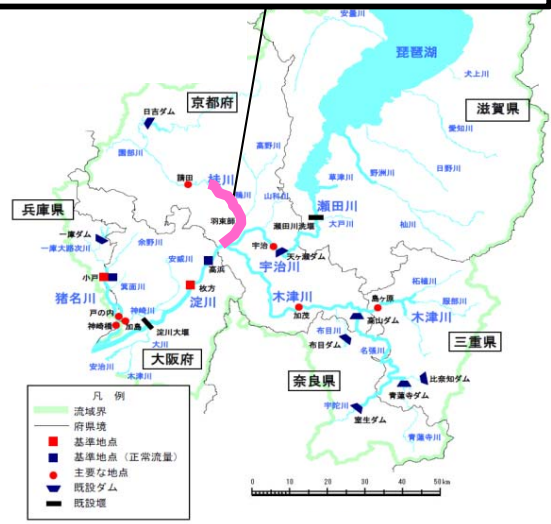 安曇川
琵琶湖
犬上川
京都府
日吉ダム
滋賀県
愛知川
園部川
高野川
請田
桂川
草津川
野洲川
日野川
鴨川
山科川
瀬田川
兵庫県
羽束師
瀬田川洗堰
大戸川
杣川
一庫ダム
余野川
宇治
一庫大路次川
安威川
天ヶ瀬ダム
高浜
宇治川
小戸
箕面川
枚方
木津川
島ヶ原
柘植川
猪名川
淀川
服部川
戸の内
神崎川
加茂
高山ダム
木津川
神崎橋
加島
淀川大堰
布目川
三重県
大川
布目ダム
名張川
大阪府
安治川
奈良県
比奈知ダム
木津川
青蓮寺ダム
宇陀川
室生ダム
青蓮寺川
凡 例
流域界
府県境
基準地点
基準地点（正常流量）
主要な地点
既設ダム
既設堰
0 10 20 30 40 50km